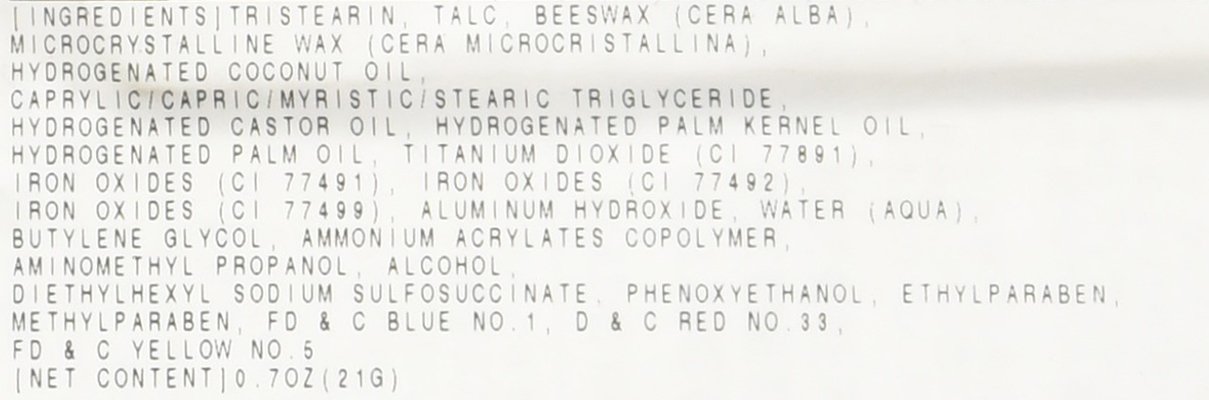 [INGREDIENTS]TRISTEARIN, TALC, BEESWAX (CERA ALBA),
MICROCRYSTALLINE WAX (CERA MICROCRISTALLINA),
HYDROGENATED COCONUT OIL,
CAPRYLIC/CAPRIC/MYRISTIC/STEARIC TRIGLYCERIDE,
HYDROGENATED CASTOR OIL, HYDROGENATED PALM KERNEL OIL,
HYDROGENATED PALM OIL, TITANIUM DIOXIDE (CI 77891),
IRON OXIDES (CI 77491), IRON OXIDES (CI 77492),
IRON OXIDES (CI 77499), ALUMINUM HYDROXIDE, WATER (AQUA),
BUTYLENE GLYCOL, AMMONIUM ACRYLATES COPOLYMER,
AMINOMETHYL PROPANOL, ALCOHOL,
DIETHYLHEXYL SODIUM SULFOSUCCINATE, PHENOXYETHANOL, ETHYLPARABEN,
METHYLPARABEN, FD & C BLUE NO.1, D & C RED NO.33,
FD & C YELLOW NO.5
[NET CONTENT]0.7OZ(21G)